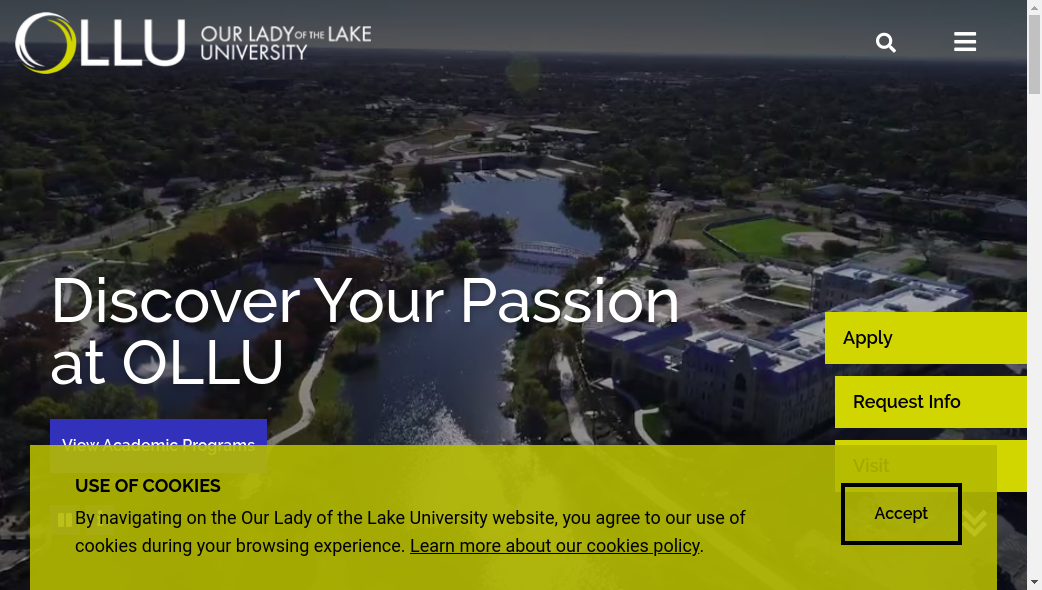 OLLU OUR LADY OF THE LAKE
UNIVERSITY
Discover Your Passion
at OLLU
Apply
Request Info
Visit
View Academic Programs
USE OF COOKIES
By navigating on the Our Lady of the Lake University website, you agree to our use of
cookies during your browsing experience. Learn more about our cookies policy.
Accept